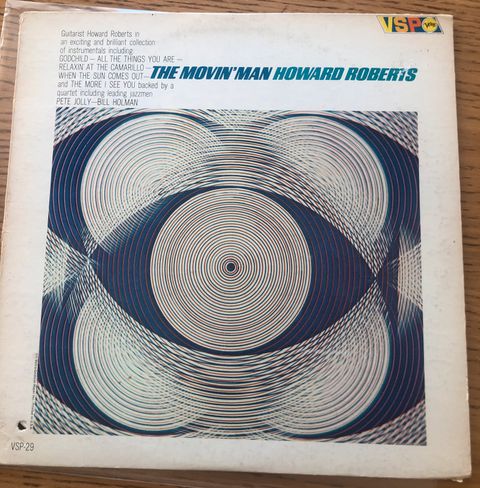 Guitarist Howard Roberts in
an exciting and brilliant collection
of instrumentals including
GODCHILD — ALL THE THINGS YOU ARE —
RELAXIN' AT THE CAMARILLO —
WHEN THE SUN COMES OUT —
and THE MORE I SEE YOU backed by a
quartet including leading jazzmen
PETE JOLLY—BILL HOLMAN
THE MOVIN' MAN HOWARD ROBERTS
VSP
Verve
VSP-29